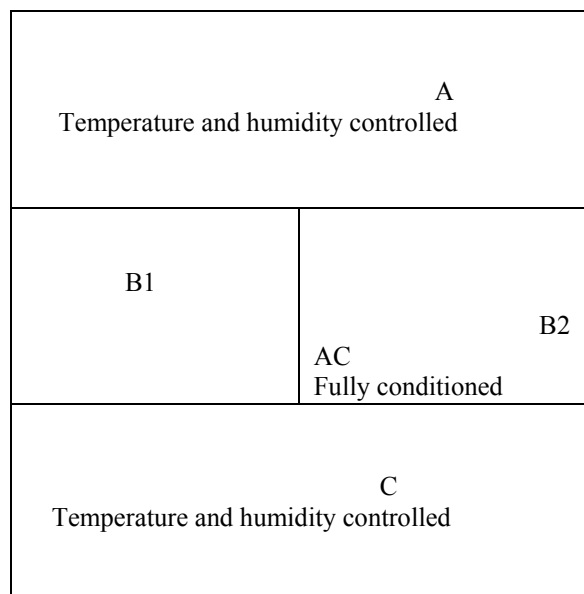 A
Temperature and humidity controlled
B1
B2
AC
Fully conditioned
C
Temperature and humidity controlled